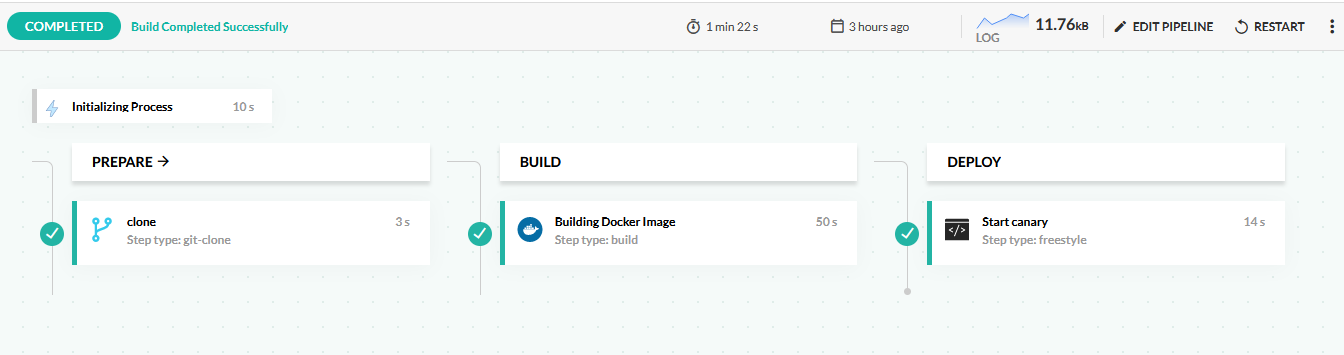 COMPLETED Build Completed Successfully 1 min 22 s 3 hours ago LOG 11.76kB EDIT PIPELINE RESTART
Initializing Process 10 s
PREPARE → BUILD DEPLOY
clone 3 s Building Docker Image 50 s Start canary 14 s
Step type: git-clone Step type: build Step type: freestyle